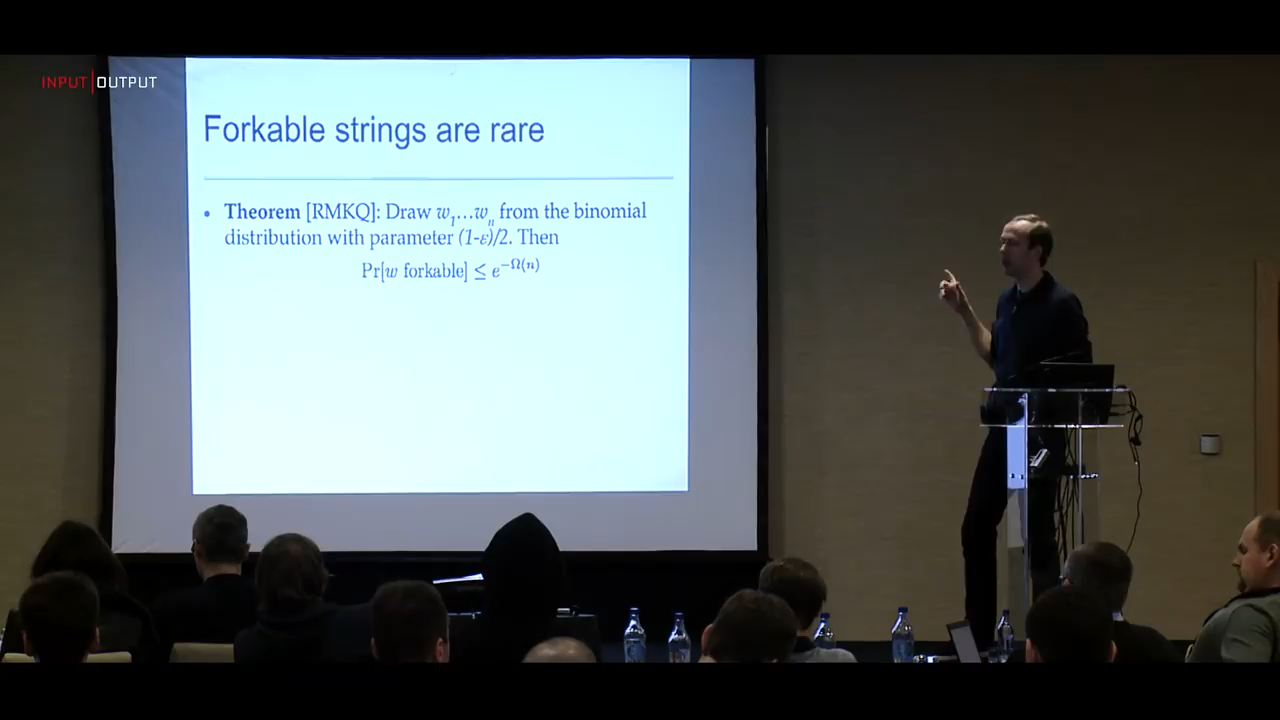 INPUT|OUTPUT
Forkable strings are rare
• Theorem [RMKQ]: Draw w₁…wₙ from the binomial
distribution with parameter (1-ε)/2. Then
Pr[w forkable] ≤ e^{-Ω(n)}